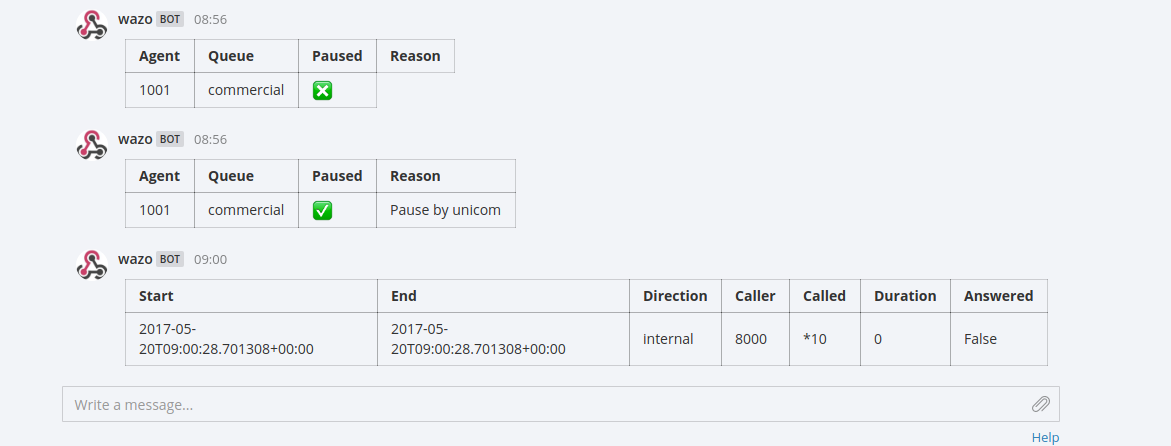 wazo BOT 08:56
Agent Queue Paused Reason
1001 commercial ❎
wazo BOT 08:56
Agent Queue Paused Reason
1001 commercial ✅ Pause by unicom
wazo BOT 09:00
Start End Direction Caller Called Duration Answered
2017-05- 2017-05-
20T09:00:28.701308+00:00 20T09:00:28.701308+00:00 internal 8000 *10 0 False
Write a message...
Help